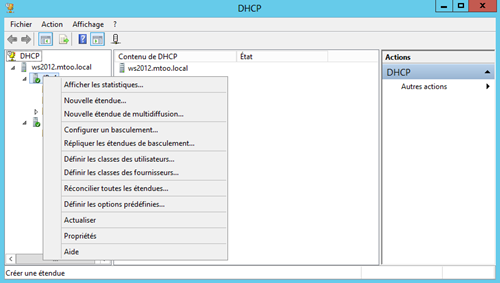 DHCP
Fichier Action Affichage ?
DHCP
ws2012.mtoo.local
Contenu de DHCP État
ws2012.mtoo.local
Actions
DHCP
Autres actions
Afficher les statistiques...
Nouvelle étendue...
Nouvelle étendue de multidiffusion...
Configurer un basculement...
Répliquer les étendues de basculement...
Définir les classes des utilisateurs...
Définir les classes des fournisseurs...
Réconcilier toutes les étendues...
Définir les options prédéfinies...
Actualiser
Propriétés
Aide
Créer une étendue